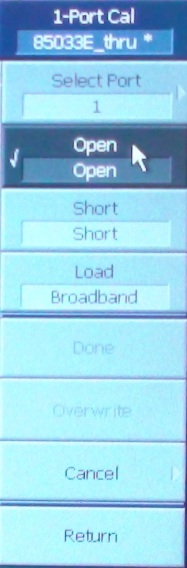 1-Port Cal
85033E_thru *
Select Port
1
Open
Open
Short
Short
Load
Broadband
Done
Overwrite
Cancel
Return